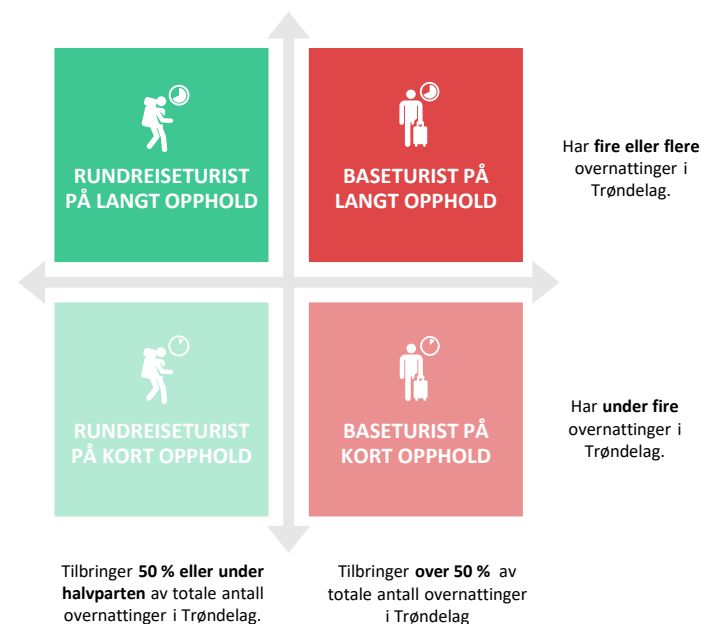 RUNDREISETURIST
PÅ LANGT OPPHOLD
BASETURIST PÅ
LANGT OPPHOLD
Har fire eller flere
overnattinger i
Trøndelag.
RUNDREISETURIST
PÅ KORT OPPHOLD
BASETURIST PÅ
KORT OPPHOLD
Har under fire
overnattinger i
Trøndelag.
Tilbringer 50 % eller under
halvparten av totale antall
overnattinger i Trøndelag.
Tilbringer over 50 % av
totale antall overnattinger
i Trøndelag